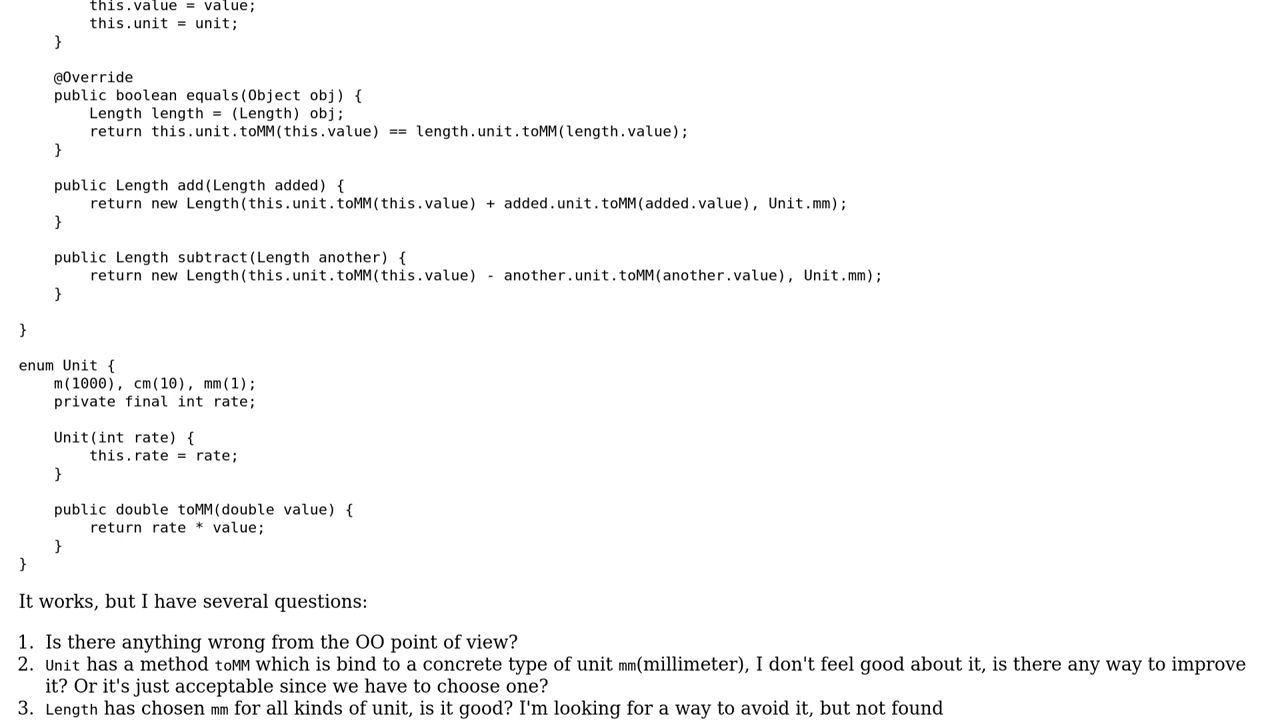 this.value = value;
this.unit = unit;
}
@Override
public boolean equals(Object obj) {
Length length = (Length) obj;
return this.unit.toMM(this.value) == length.unit.toMM(length.value);
}
public Length add(Length added) {
return new Length(this.unit.toMM(this.value) + added.unit.toMM(added.value), Unit.mm);
}
public Length subtract(Length another) {
return new Length(this.unit.toMM(this.value) - another.unit.toMM(another.value), Unit.mm);
}
}
enum Unit {
m(1000), cm(10), mm(1);
private final int rate;
Unit(int rate) {
this.rate = rate;
}
public double toMM(double value) {
return rate * value;
}
}
It works, but I have several questions:
1. Is there anything wrong from the OO point of view?
2. Unit has a method toMM which is bind to a concrete type of unit mm(millimeter), I don't feel good about it, is there any way to improve
it? Or it's just acceptable since we have to choose one?
3. Length has chosen mm for all kinds of unit, is it good? I'm looking for a way to avoid it, but not found